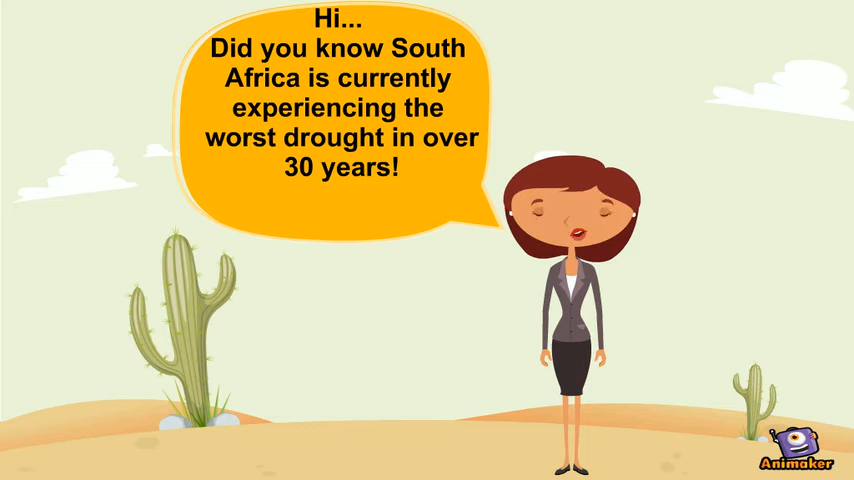 Hi...
Did you know South
Africa is currently
experiencing the
worst drought in over
30 years!
Animaker